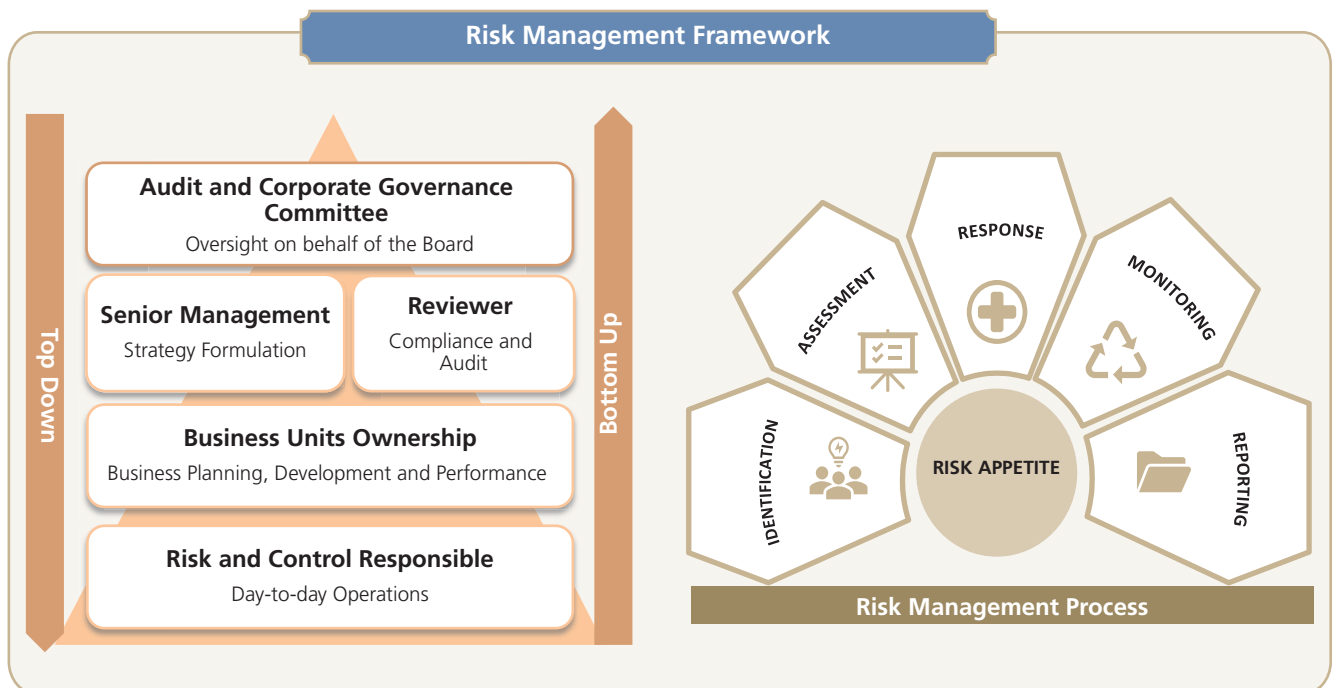 Risk Management Framework
Top Down
Audit and Corporate Governance
Committee
Oversight on behalf of the Board
Senior Management
Strategy Formulation
Reviewer
Compliance and
Audit
Business Units Ownership
Business Planning, Development and Performance
Risk and Control Responsible
Day-to-day Operations
Bottom Up
IDENTIFICATION
ASSESSMENT
RESPONSE
MONITORING
REPORTING
RISK APPETITE
Risk Management Process